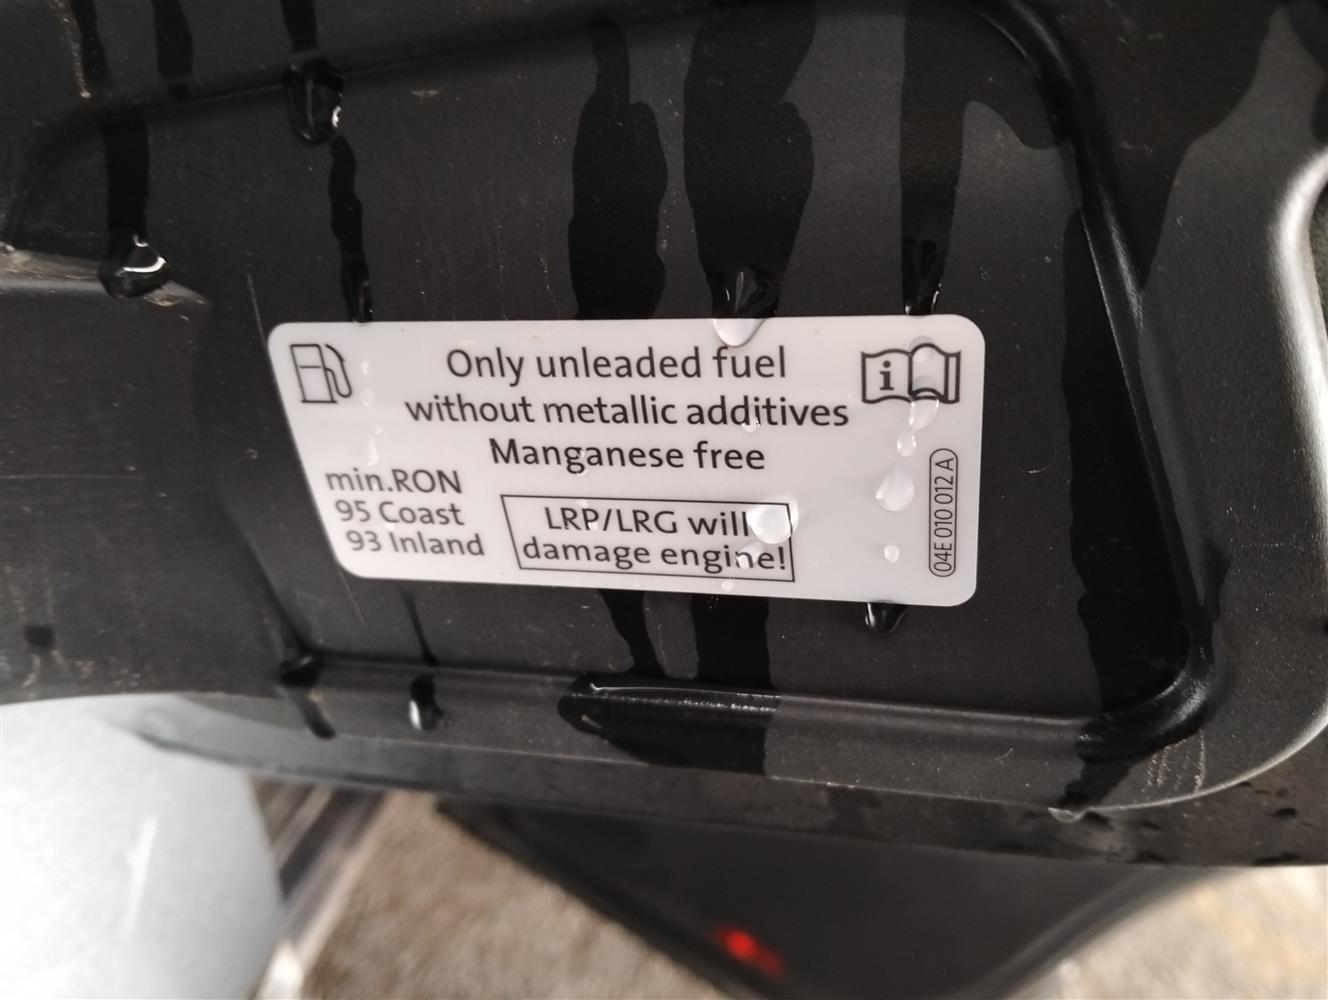 Only unleaded fuel
without metallic additives
Manganese free
min.RON
95 Coast
93 Inland
LRP/LRG will
damage engine!
i
04E 010 012 A